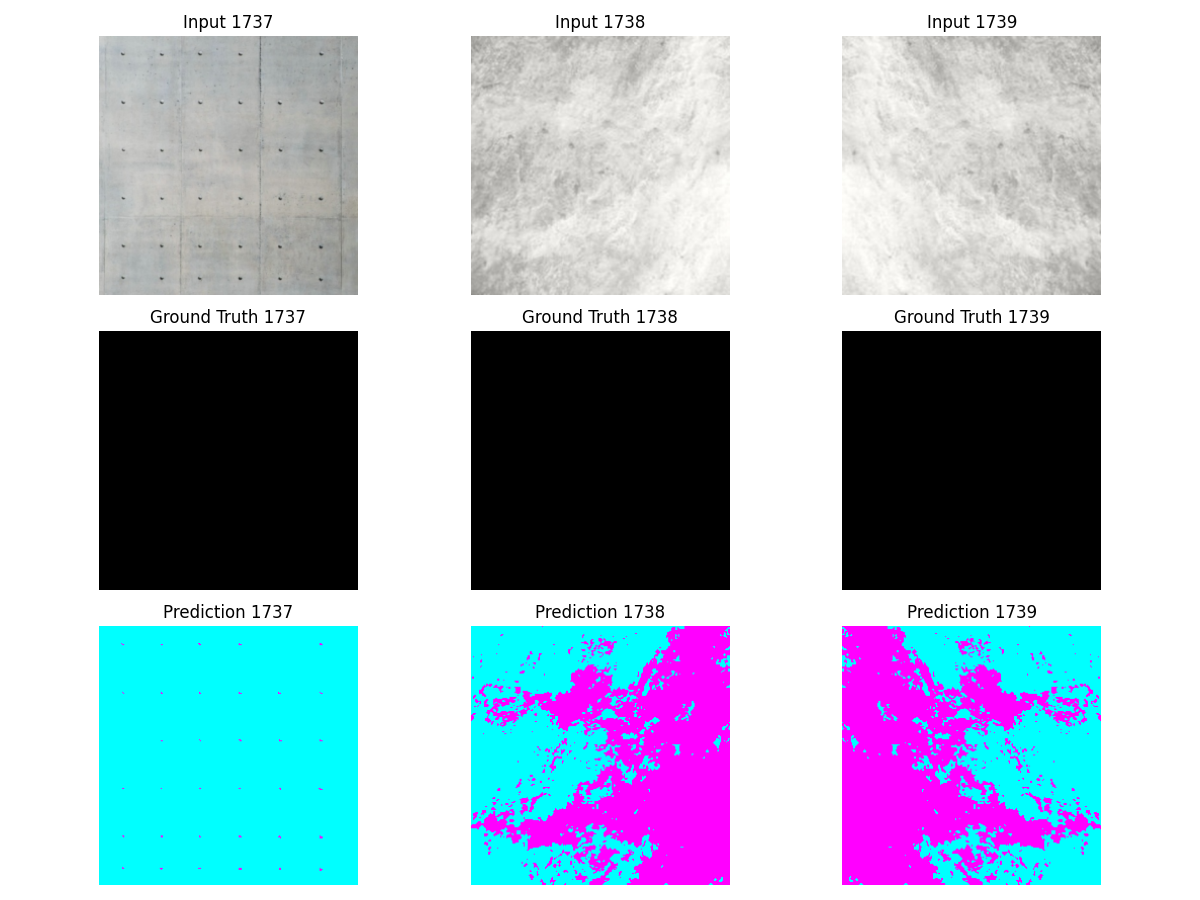 Input 1737
Input 1738
Input 1739
Ground Truth 1737
Ground Truth 1738
Ground Truth 1739
Prediction 1737
Prediction 1738
Prediction 1739